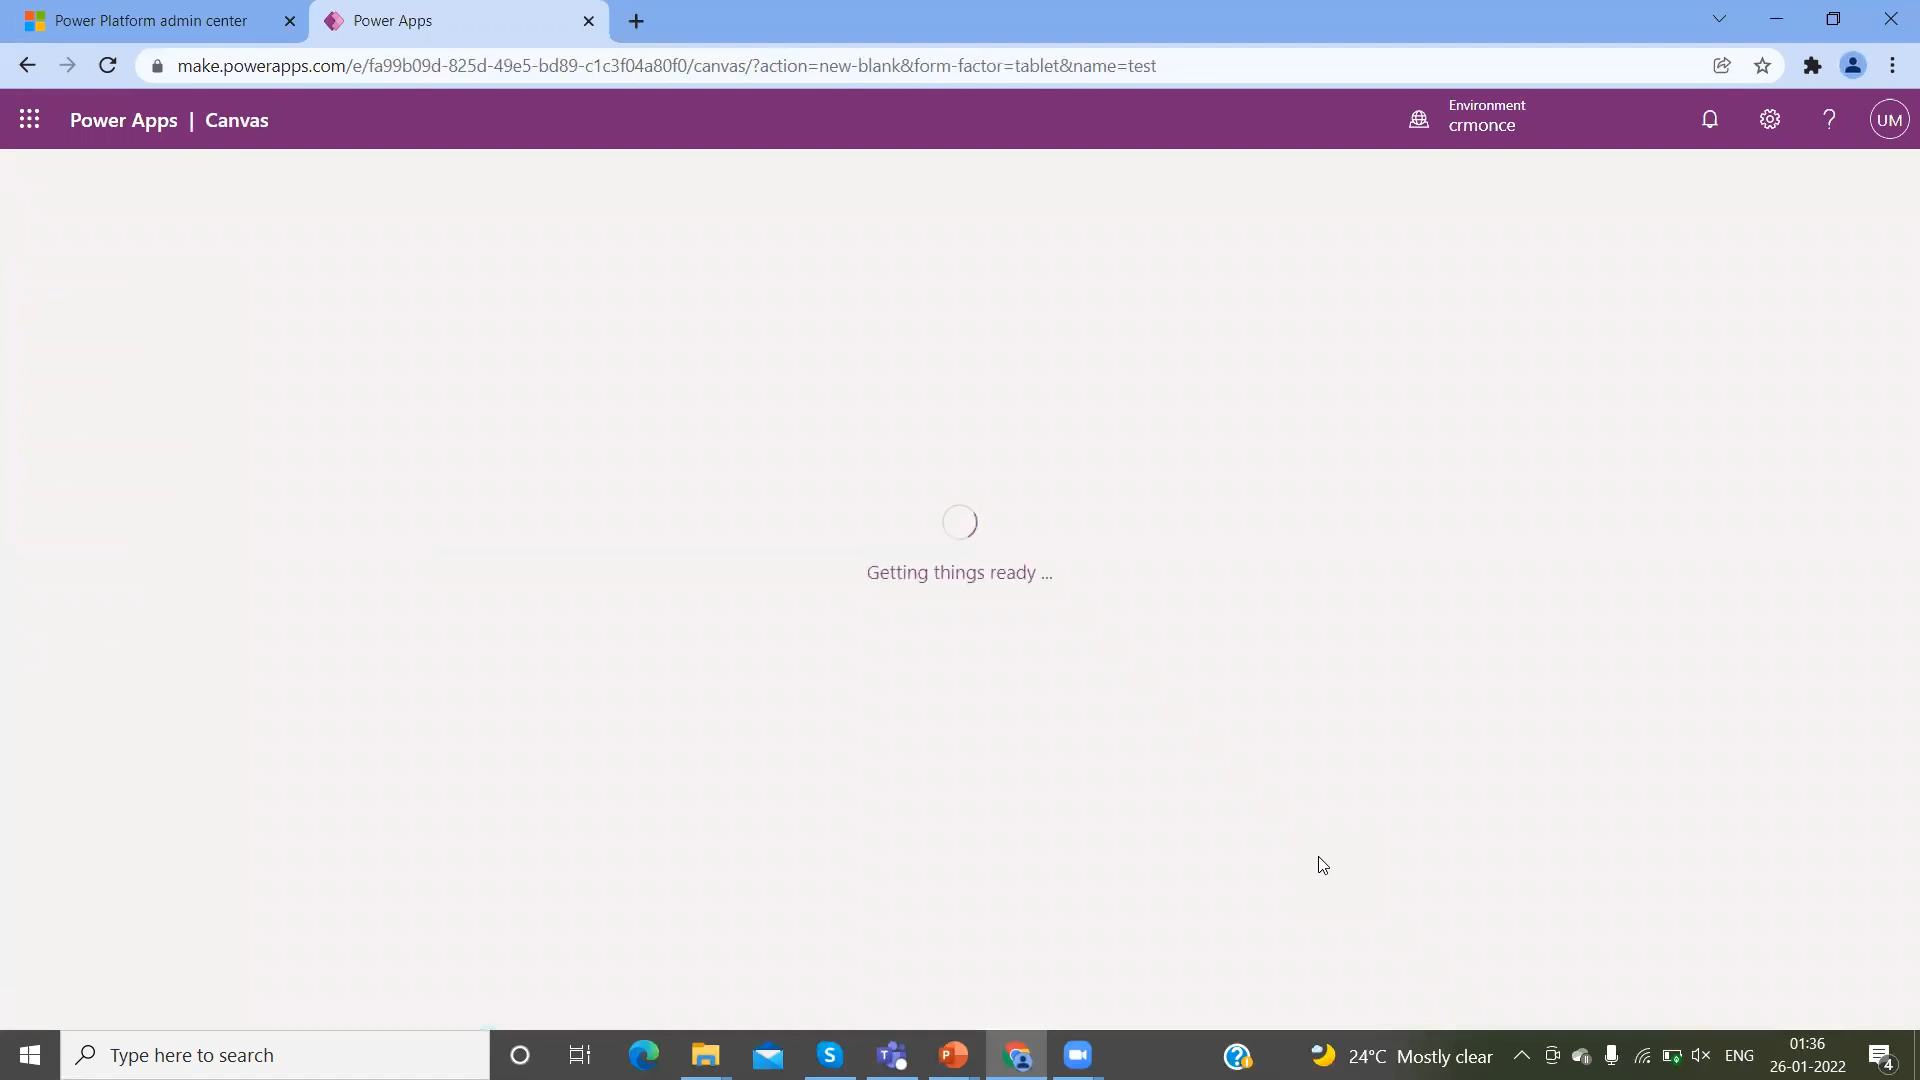 Power Platform admin center
Power Apps
make.powerapps.com/e/fa99b09d-825d-49e5-bd89-c1c3f04a80f0/canvas/?action=new-blank&form-factor=tablet&name=test
Power Apps | Canvas
Environment
crmonce
UM
Getting things ready ...
Type here to search
24°C Mostly clear
ENG
01:36
26-01-2022
4